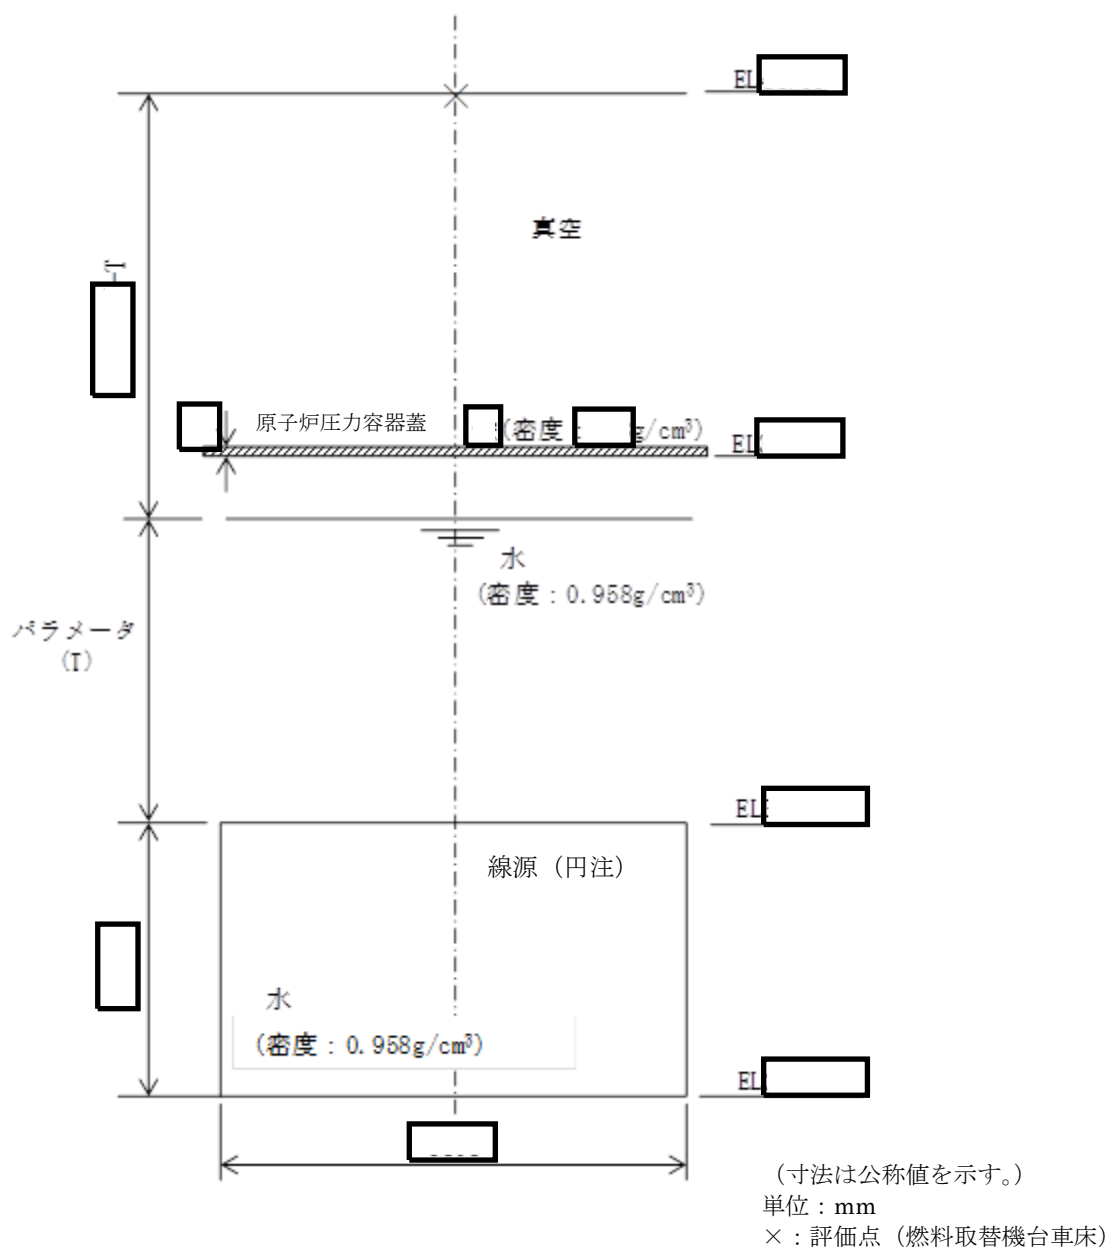 EL
真空
-T
原子炉圧力容器蓋
(密度:
g/cm³)
EL
水
(密度:0.958g/cm³)
パラメータ
(T)
EL
線源（円注）
水
(密度:0.958g/cm³)
EL
（寸法は公称値を示す。）
単位：mm
×：評価点（燃料取替機台車床）